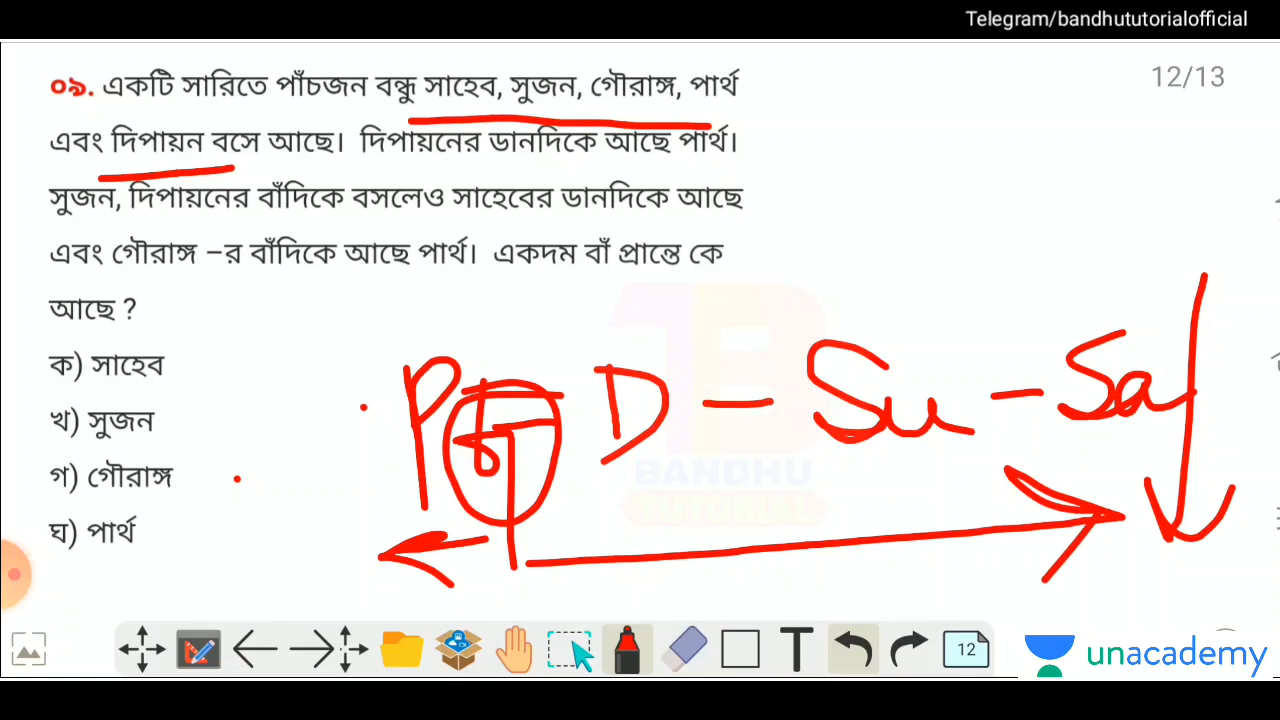 Telegram/bandhututorialofficial
12/13
০৯. একটি সারিতে পাঁচজন বন্ধু সাহেব, সুজন, গৌরাঙ্গ, পার্থ
এবং দিপায়ন বসে আছে। দিপায়নের ডানদিকে আছে পার্থ।
সুজন, দিপায়নের বাঁদিকে বসলেও সাহেবের ডানদিকে আছে
এবং গৌরাঙ্গ –র বাঁদিকে আছে পার্থ। একদম বাঁ প্রান্তে কে
আছে ?
ক) সাহেব
খ) সুজন
গ) গৌরাঙ্গ
ঘ) পার্থ
P D - Su - Sa
BANDHU
TUTORIAL
12
unacademy